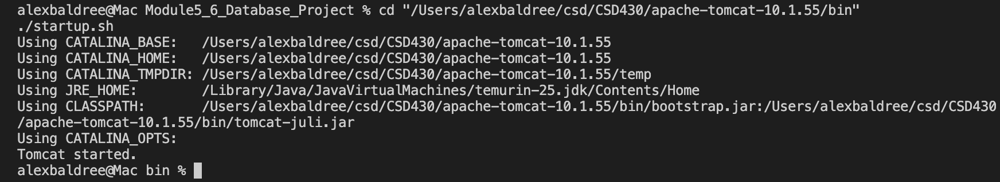 alexbaldree@Mac Module5_6_Database_Project % cd "/Users/alexbaldree/csd/CSD430/apache-tomcat-10.1.55/bin"
./startup.sh
Using CATALINA_BASE:   /Users/alexbaldree/csd/CSD430/apache-tomcat-10.1.55
Using CATALINA_HOME:   /Users/alexbaldree/csd/CSD430/apache-tomcat-10.1.55
Using CATALINA_TMPDIR: /Users/alexbaldree/csd/CSD430/apache-tomcat-10.1.55/temp
Using JRE_HOME:        /Library/Java/JavaVirtualMachines/temurin-25.jdk/Contents/Home
Using CLASSPATH:       /Users/alexbaldree/csd/CSD430/apache-tomcat-10.1.55/bin/bootstrap.jar:/Users/alexbaldree/csd/CSD430
/apache-tomcat-10.1.55/bin/tomcat-juli.jar
Using CATALINA_OPTS:
Tomcat started.
alexbaldree@Mac bin %